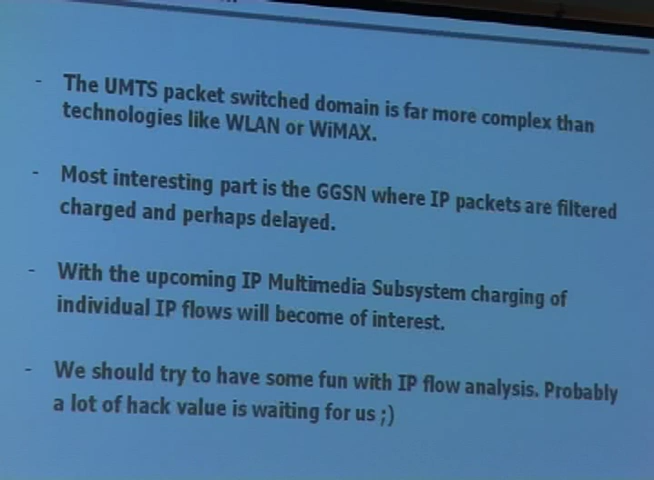 - The UMTS packet switched domain is far more complex than
technologies like WLAN or WiMAX.
- Most interesting part is the GGSN where IP packets are filtered
charged and perhaps delayed.
- With the upcoming IP Multimedia Subsystem charging of
individual IP flows will become of interest.
- We should try to have some fun with IP flow analysis. Probably
a lot of hack value is waiting for us ;)